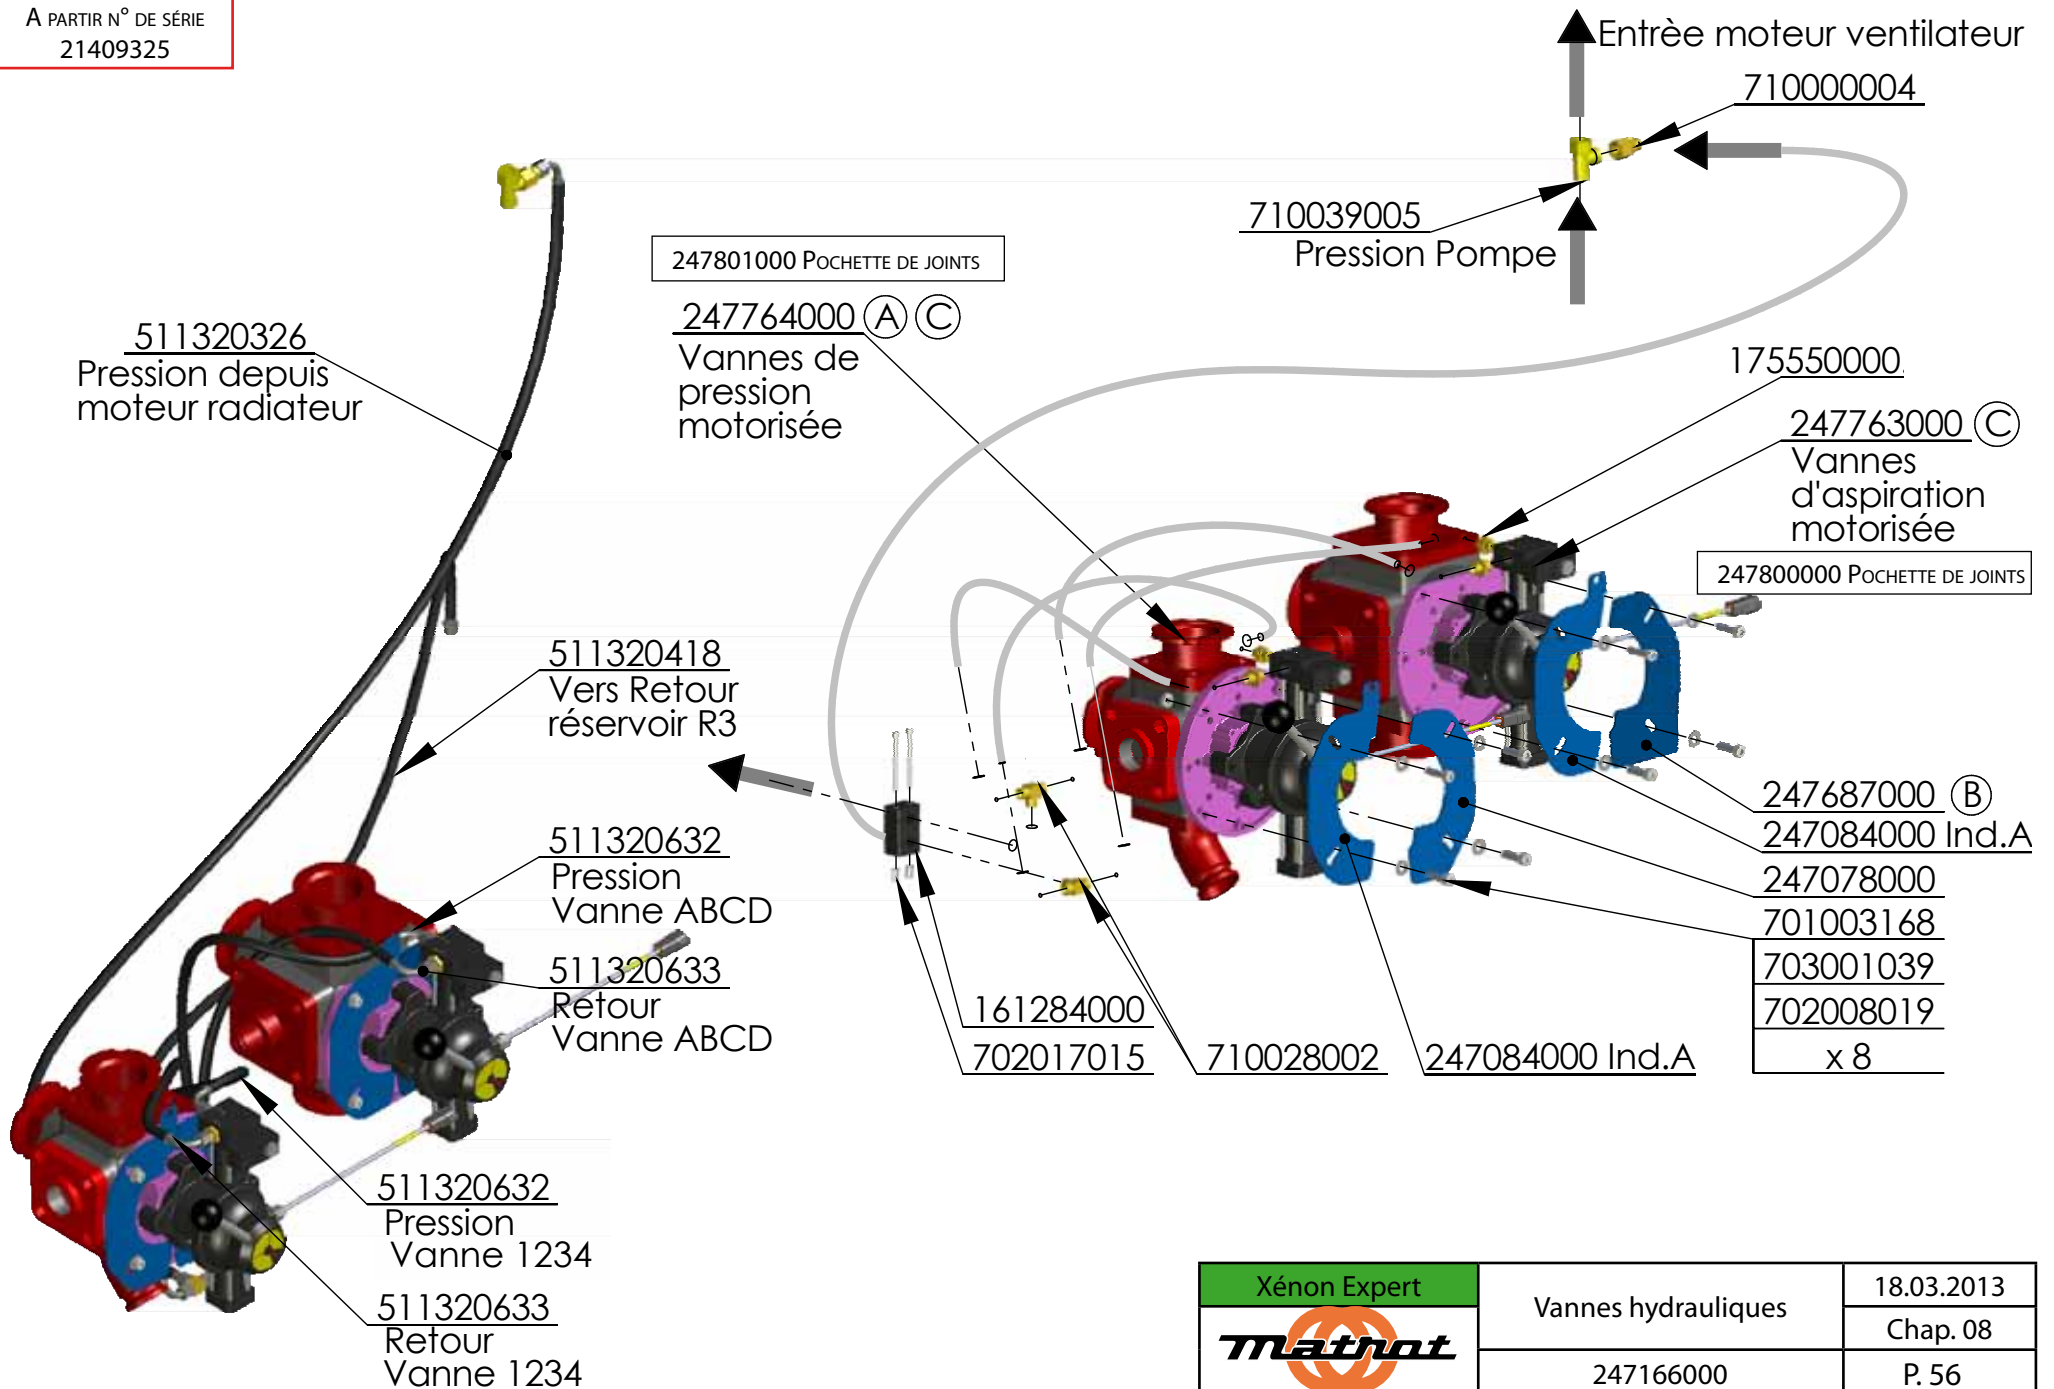 A PARTIR N° DE SÉRIE
21409325
Entrèe moteur ventilateur
710000004
710039005
Pression Pompe
247801000 POCHETTE DE JOINTS
247764000 A C
Vannes de
pression
motorisée
511320326
Pression depuis
moteur radiateur
175550000
247763000 C
Vannes
d'aspiration
motorisée
247800000 POCHETTE DE JOINTS
511320418
Vers Retour
réservoir R3
511320632
Pression
Vanne ABCD
511320633
Retour
Vanne ABCD
247687000 B
247084000 Ind.A
247078000
701003168
703001039
702008019
x 8
161284000
702017015
710028002
247084000 Ind.A
511320632
Pression
Vanne 1234
511320633
Retour
Vanne 1234
Xénon Expert
Matrot
Vannes hydrauliques
247166000
18.03.2013
Chap. 08
P. 56